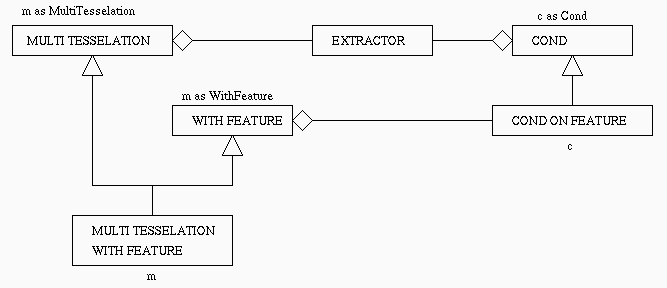 m as MultiTesselation
c as Cond
MULTI TESSELATION
EXTRACTOR
COND
m as WithFeature
WITH FEATURE
COND ON FEATURE
c
MULTI TESSELATION
WITH FEATURE
m